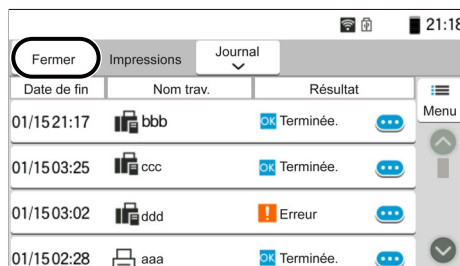 21:18
Fermer Impressions Journal
Date de fin Nom trav. Résultat
Menu
01/15 21:17 bbb OK Terminée.
01/15 03:25 ccc OK Terminée.
01/15 03:02 ddd ! Erreur
01/15 02:28 aaa OK Terminée.